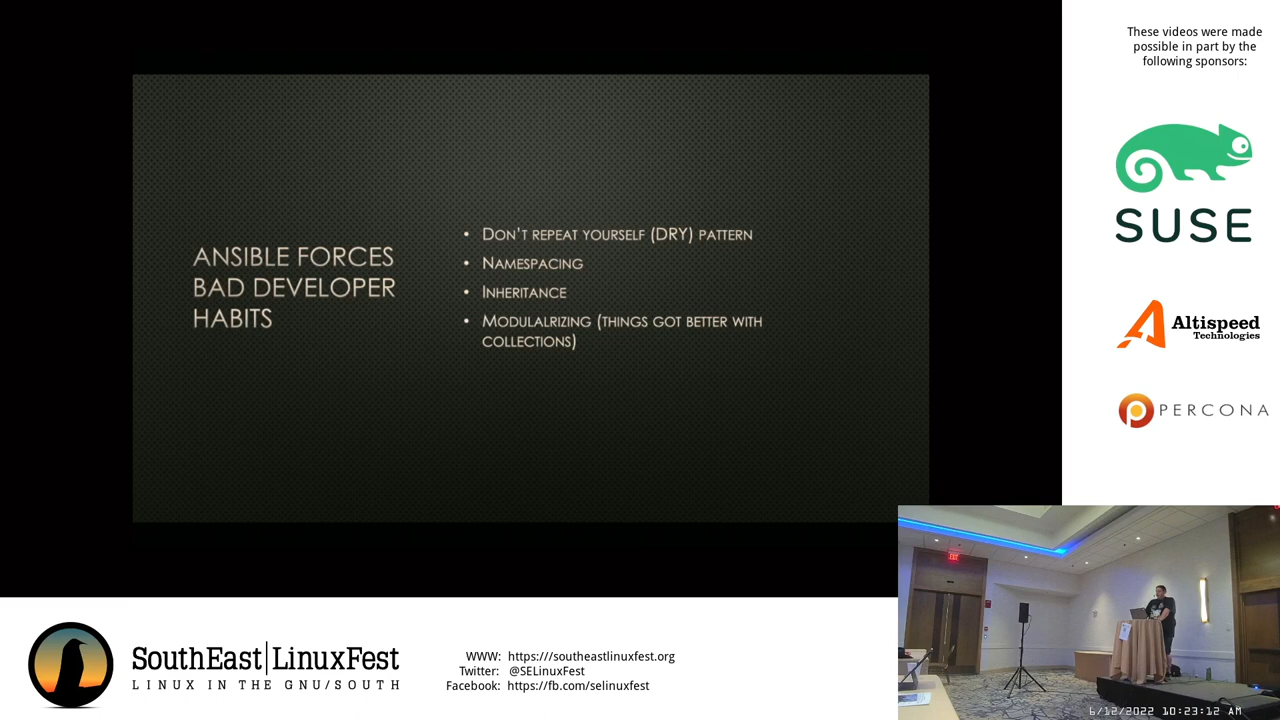 These videos were made
possible in part by the
following sponsors:
SUSE
Altispeed
Technologies
PERCONA
ANSIBLE FORCES
BAD DEVELOPER
HABITS
• DON'T REPEAT YOURSELF (DRY) PATTERN
• NAMESPACING
• INHERITANCE
• MODULALRIZING (THINGS GOT BETTER WITH
COLLECTIONS)
EXIT
6/12/2022 10:23:12 AM
SouthEast|LinuxFest
LINUX IN THE GNU/SOUTH
WWW: https:///southeastlinuxfest.org
Twitter: @SELinuxFest
Facebook: https://fb.com/selinuxfest